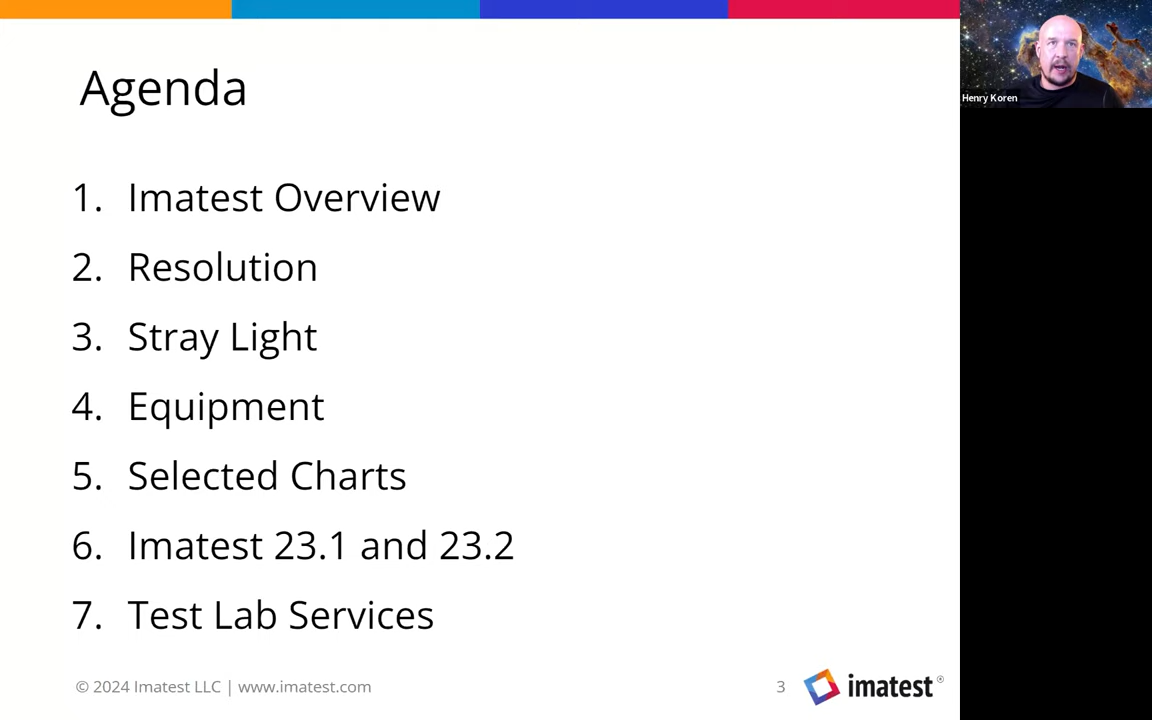 Agenda
Henry Koren
1. Imatest Overview
2. Resolution
3. Stray Light
4. Equipment
5. Selected Charts
6. Imatest 23.1 and 23.2
7. Test Lab Services
© 2024 Imatest LLC | www.imatest.com
3
imatest®